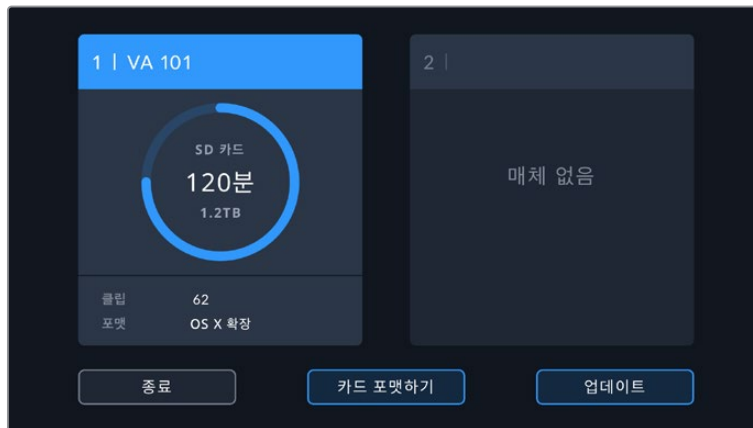 1 | VA 101
SD 카드
120분
1.2TB
클립 62
포맷 OS X 확장
2 |
매체 없음
종료
카드 포맷하기
업데이트